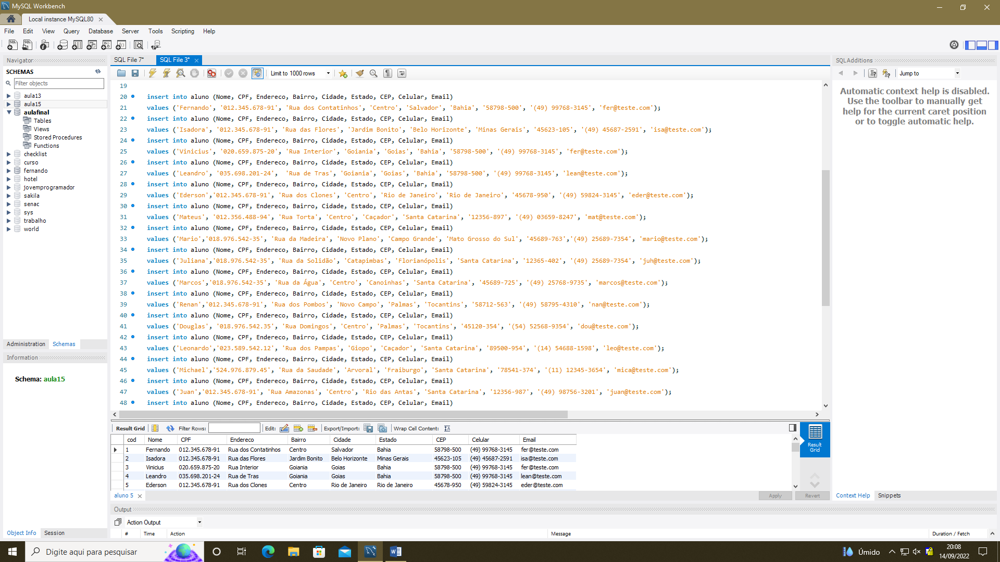 MySQL Workbench
Local instance MySQL80
File Edit View Query Database Server Tools Scripting Help
Navigator
SCHEMAS
Filter objects
aula13
aula15
aulafinal
Tables
Views
Stored Procedures
Functions
checklist
curso
fernando
hotel
jovemprogramador
sakila
senac
sys
trabalho
world
Administration Schemas
Information
Schema: aula15
Object Info Session
SQL File 7* SQL File 3*
Limit to 1000 rows
19
20 insert into aluno (Nome, CPF, Endereco, Bairro, Cidade, Estado, CEP, Celular, Email)
21 values ('Fernando', '012.345.678-91', 'Rua dos Contatinhos', 'Centro', 'Salvador', 'Bahia', '58798-500', '(49) 99768-3145', 'fer@teste.com');
22 insert into aluno (Nome, CPF, Endereco, Bairro, Cidade, Estado, CEP, Celular, Email)
23 values ('Isadora', '012.345.678-91', 'Rua das Flores', 'Jardim Bonito', 'Belo Horizonte', 'Minas Gerais', '45623-105', '(49) 45687-2591', 'isa@teste.com');
24 insert into aluno (Nome, CPF, Endereco, Bairro, Cidade, Estado, CEP, Celular, Email)
25 values ('Vinicius', '020.659.875-20', 'Rua Interior', 'Goiania', 'Goias', 'Bahia', '58798-500', '(49) 99768-3145', 'fer@teste.com');
26 insert into aluno (Nome, CPF, Endereco, Bairro, Cidade, Estado, CEP, Celular, Email)
27 values ('Leandro', '035.698.201-24', 'Rua de Tras', 'Goiania', 'Goias', 'Bahia', '58798-500', '(49) 99768-3145', 'lean@teste.com');
28 insert into aluno (Nome, CPF, Endereco, Bairro, Cidade, Estado, CEP, Celular, Email)
29 values ('Ederson','012.345.678-91', 'Rua dos Clones', 'Centro', 'Rio de Janeiro', 'Rio de Janeiro', '45678-950', '(49) 59824-3145', 'eder@teste.com');
30 insert into aluno (Nome, CPF, Endereco, Bairro, Cidade, Estado, CEP, Celular, Email)
31 values ('Mateus', '012.356.488-94', 'Rua Torta', 'Centro', 'Caçador', 'Santa Catarina', '12356-897', '(49) 03659-8247', 'mat@teste.com');
32 insert into aluno (Nome, CPF, Endereco, Bairro, Cidade, Estado, CEP, Celular, Email)
33 values ('Mario','018.976.542-35', 'Rua da Madeira', 'Novo Plano', 'Campo Grande', 'Mato Grosso do Sul', '45689-763','(49) 25689-7354', 'mario@teste.com');
34 insert into aluno (Nome, CPF, Endereco, Bairro, Cidade, Estado, CEP, Celular, Email)
35 values ('Juliana','018.976.542-35', 'Rua da Solidão', 'Catapimbas', 'Florianópolis', 'Santa Catarina', '12365-402', '(49) 25689-7354', 'juh@teste.com');
36 insert into aluno (Nome, CPF, Endereco, Bairro, Cidade, Estado, CEP, Celular, Email)
37 values ('Marcos','018.976.542-35', 'Rua da Água', 'Centro', 'Canoinhas', 'Santa Catarina', '45689-725', '(49) 25768-9735', 'marcos@teste.com');
38 insert into aluno (Nome, CPF, Endereco, Bairro, Cidade, Estado, CEP, Celular, Email)
39 values ('Renan','012.345.678-91', 'Rua dos Pombos', 'Novo Campo', 'Palmas', 'Tocantins', '58712-563', '(49) 58795-4310', 'nan@teste.com');
40 insert into aluno (Nome, CPF, Endereco, Bairro, Cidade, Estado, CEP, Celular, Email)
41 values ('Douglas', '018.976.542.35', 'Rua Domingos', 'Centro', 'Palmas', 'Tocantins', '45120-354', '(54) 52568-9354', 'dou@teste.com');
42 insert into aluno (Nome, CPF, Endereco, Bairro, Cidade, Estado, CEP, Celular, Email)
43 values ('Leonardo','023.589.542.12', 'Rua dos Pampas', 'Giopo', 'Caçador', 'Santa Catarina', '89500-954', '(14) 54688-1598', 'leo@teste.com');
44 insert into aluno (Nome, CPF, Endereco, Bairro, Cidade, Estado, CEP, Celular, Email)
45 values ('Michael','524.976.879.45', 'Rua da Saudade', 'Arvoral', 'Fraiburgo', 'Santa Catarina', '78541-374', '(11) 12345-3654', 'mica@teste.com');
46 insert into aluno (Nome, CPF, Endereco, Bairro, Cidade, Estado, CEP, Celular, Email)
47 values ('Juan','012.345.678-91', 'Rua Amazonas', 'Centro', 'Rio das Antas', 'Santa Catarina', '12356-987', '(49) 98756-3201', 'juan@teste.com');
48 insert into aluno (Nome, CPF, Endereco, Bairro, Cidade, Estado, CEP, Celular, Email)
Result Grid Filter Rows: Edit: Export/Import: Wrap Cell Content:
cod Nome CPF Endereco Bairro Cidade Estado CEP Celular Email
1 Fernando 012.345.678-91 Rua dos Contatinhos Centro Salvador Bahia 58798-500 (49) 99768-3145 fer@teste.com
2 Isadora 012.345.678-91 Rua das Flores Jardim Bonito Belo Horizonte Minas Gerais 45623-105 (49) 45687-2591 isa@teste.com
3 Vinicius 020.659.875-20 Rua Interior Goiania Goias Bahia 58798-500 (49) 99768-3145 fer@teste.com
4 Leandro 035.698.201-24 Rua de Tras Goiania Goias Bahia 58798-500 (49) 99768-3145 lean@teste.com
5 Ederson 012.345.678-91 Rua dos Clones Centro Rio de Janeiro Rio de Janeiro 45678-950 (49) 59824-3145 eder@teste.com
Result
Grid
aluno 5
Apply Revert
Output
Action Output
# Time Action Message Duration / Fetch
SQLAdditions
Jump to
Automatic context help is disabled.
Use the toolbar to manually get
help for the current caret position
or to toggle automatic help.
Context Help Snippets
Digite aqui para pesquisar
Úmido
20:08
14/09/2022